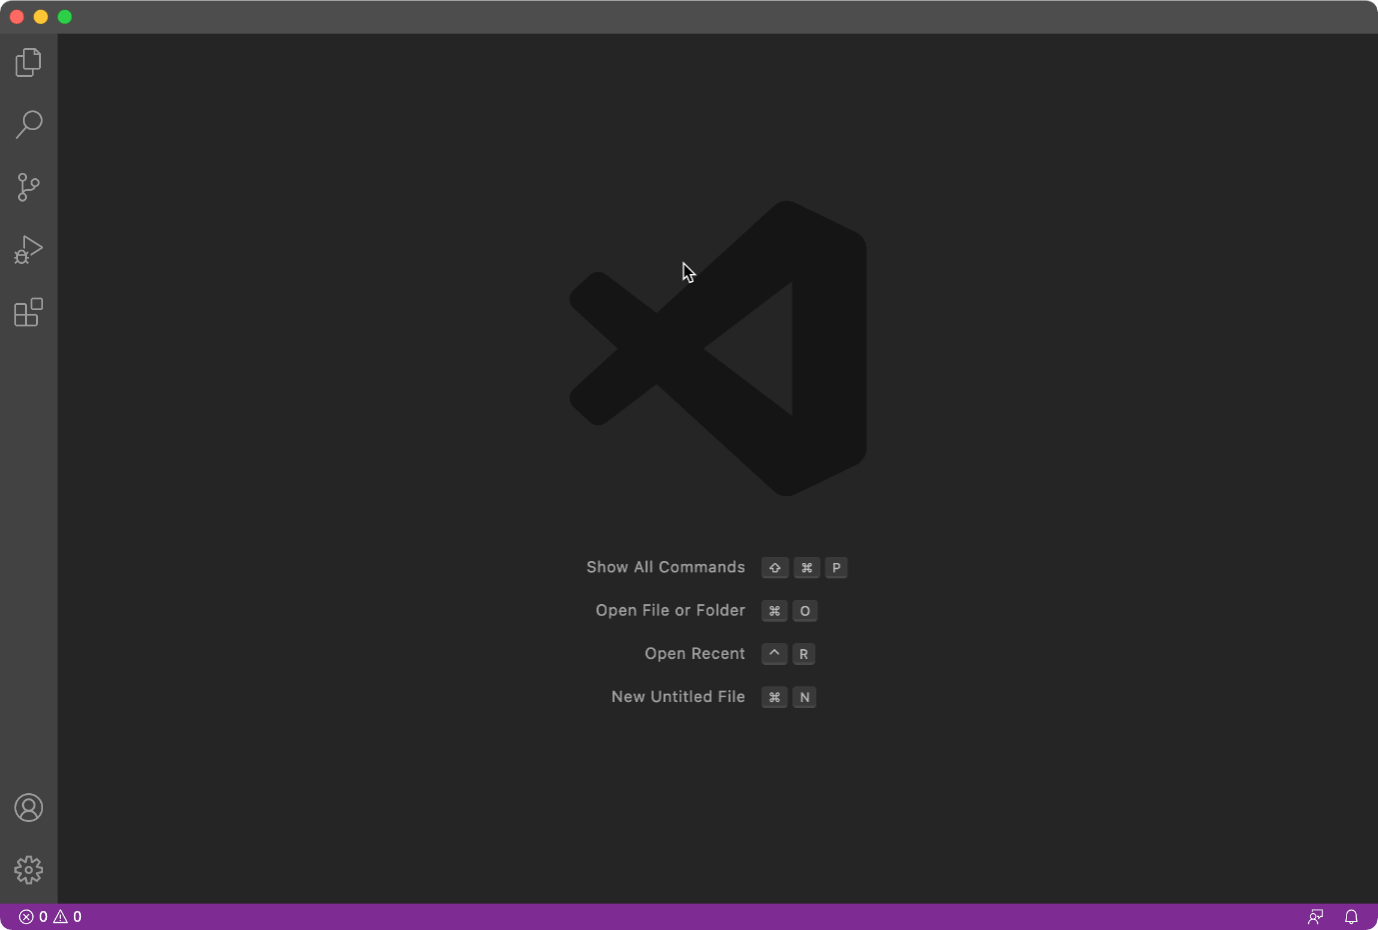 Show All Commands ⇧ ⌘ P
Open File or Folder ⌘ O
Open Recent ^ R
New Untitled File ⌘ N
0 0